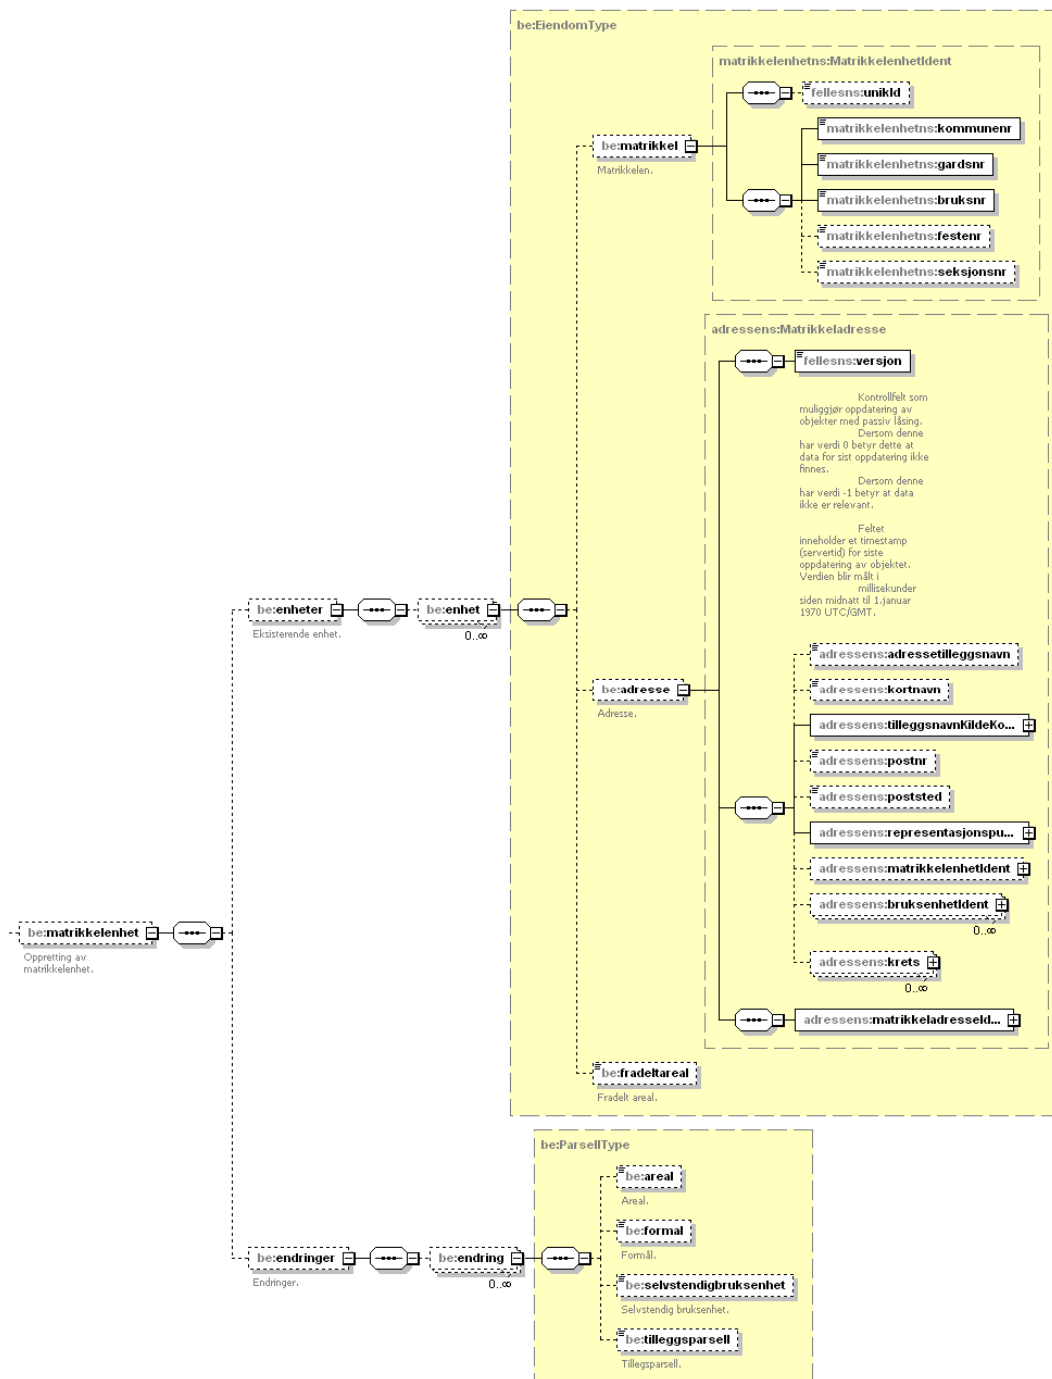 be:EiendomType
matrikkelenhetns:MatrikkelenhetIdent
fellesns:unikId
matrikkelenhetns:kommunenr
be:matrikkel
matrikkelenhetns:gardsnr
Matrikkelen.
matrikkelenhetns:bruksnr
matrikkelenhetns:festenr
matrikkelenhetns:seksjonsnr
adressens:Matrikkeladresse
fellesns:versjon
Kontrollfelt som
muliggjør oppdatering av
objekter med passiv låsing.
Dersom denne
har verdi 0 betyr dette at
data for sist oppdatering ikke
finnes.
Dersom denne
har verdi -1 betyr at data
ikke er relevant.
Feltet
inneholder et timestamp
(servertid) for siste
oppdatering av objektet.
Verdien blir målt i
millisekunder
siden midnatt til 1.januar
1970 UTC/GMT.
be:enheter
be:enhet
Eksisterende enhet.
0..∞
adressens:adressetilleggsnavn
be:adresse
adressens:kortnavn
Adresse.
adressens:tilleggsnavnKildeKo...
adressens:postnr
adressens:poststed
adressens:representasjonspu...
adressens:matrikkelenhetIdent
adressens:bruksenhetIdent
0..∞
be:matrikkelenhet
Oppretting av
matrikkelenhet.
adressens:krets
0..∞
adressens:matrikkeladresseId...
be:fradeltareal
Fradelt areal.
be:ParsellType
be:areal
Areal.
be:formal
Formål.
be:endringer
be:endring
Endringer.
0..∞
be:selvstendigbruksenhet
Selvstendig bruksenhet.
be:tilleggsparsell
Tillegsparsell.